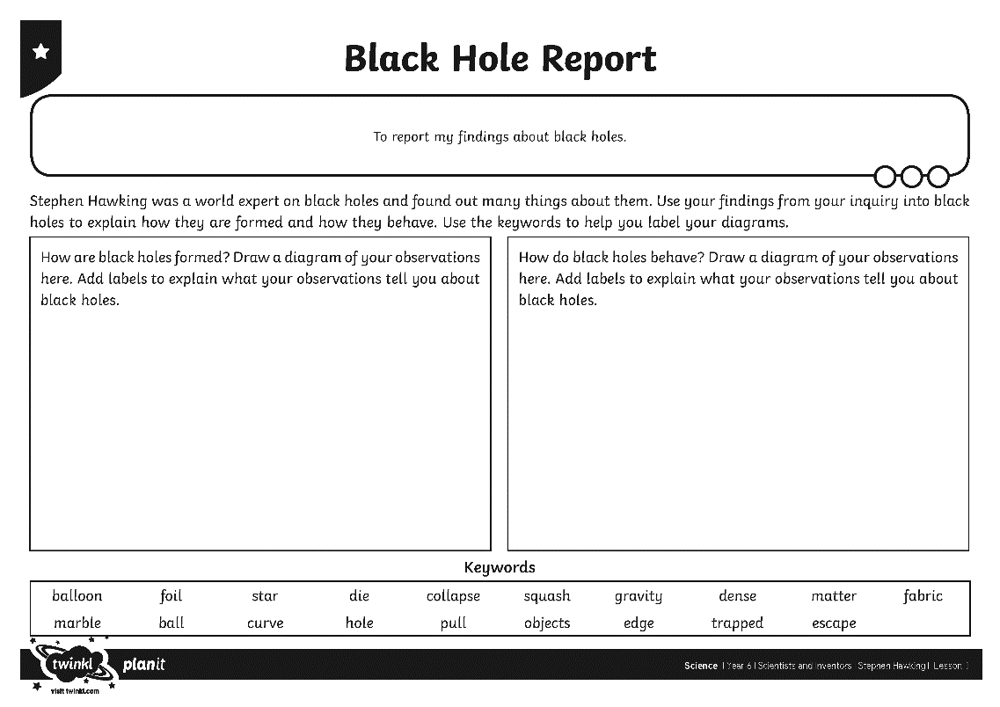 Black Hole Report
To report my findings about black holes.
Stephen Hawking was a world expert on black holes and found out many things about them. Use your findings from your inquiry into black
holes to explain how they are formed and how they behave. Use the keywords to help you label your diagrams.
How are black holes formed? Draw a diagram of your observations
here. Add labels to explain what your observations tell you about
black holes.
How do black holes behave? Draw a diagram of your observations
here. Add labels to explain what your observations tell you about
black holes.
Keywords
balloon foil star die collapse squash gravity dense matter fabric
marble ball curve hole pull objects edge trapped escape
twinkl planit
visit twinkl.com
Science | Year 6 | Scientists and Inventors | Stephen Hawking | Lesson 1